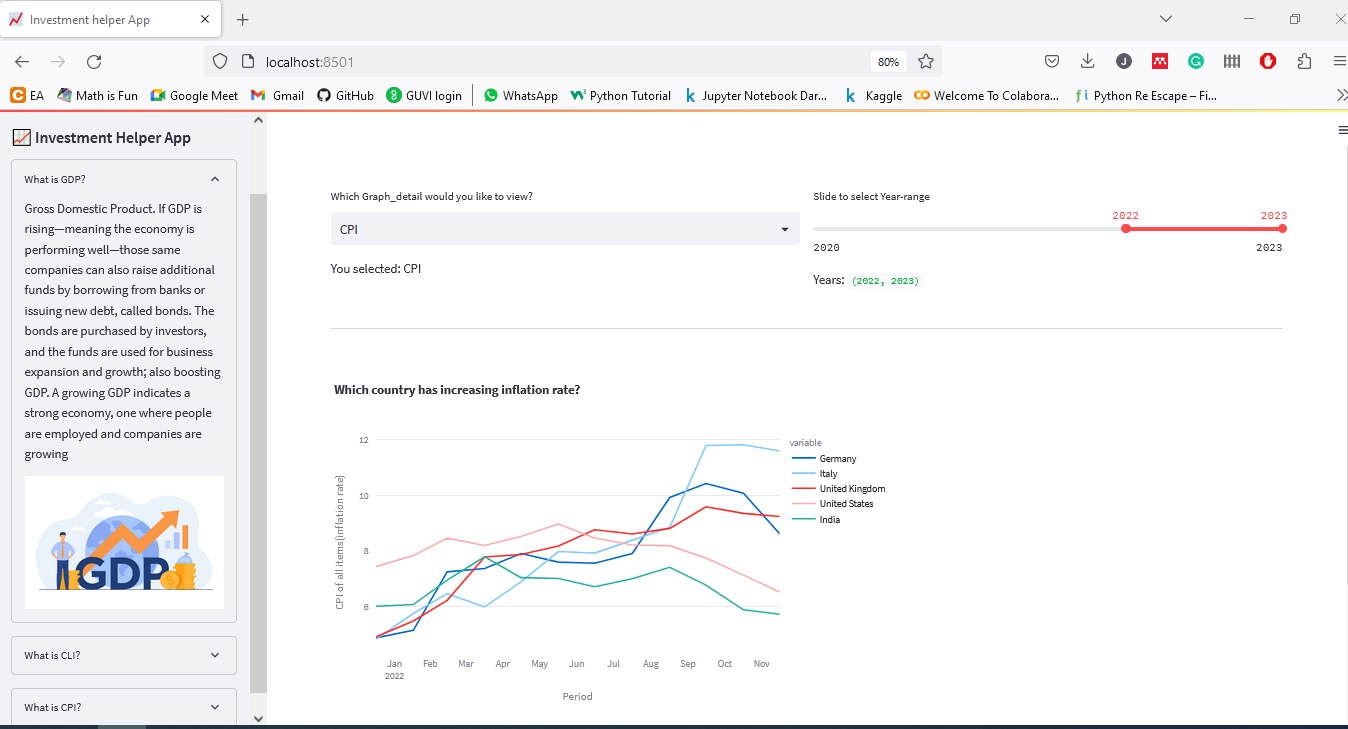 Investment helper App
localhost:8501
80%
EA
Math is Fun
Google Meet
Gmail
GitHub
GUVI login
WhatsApp
Python Tutorial
Jupyter Notebook Dar...
Kaggle
Welcome To Colabora...
Python Re Escape – Fi...
Investment Helper App
What is GDP?
Gross Domestic Product. If GDP is
rising—meaning the economy is
performing well—those same
companies can also raise additional
funds by borrowing from banks or
issuing new debt, called bonds. The
bonds are purchased by investors,
and the funds are used for business
expansion and growth; also boosting
GDP. A growing GDP indicates a
strong economy, one where people
are employed and companies are
growing
GDP
What is CLI?
What is CPI?
Which Graph_detail would you like to view?
CPI
You selected: CPI
Slide to select Year-range
2022 2023
2020 2023
Years: (2022, 2023)
Which country has increasing inflation rate?
CPI of all items(inflation rate)
12
10
8
6
Jan Feb Mar Apr May Jun Jul Aug Sep Oct Nov
2022
Period
variable
Germany
Italy
United Kingdom
United States
India